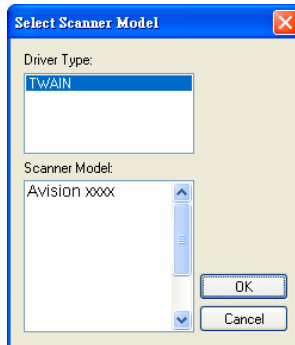 Select Scanner Model
Driver Type:
TWAIN
Scanner Model:
Avision xxxx
OK
Cancel